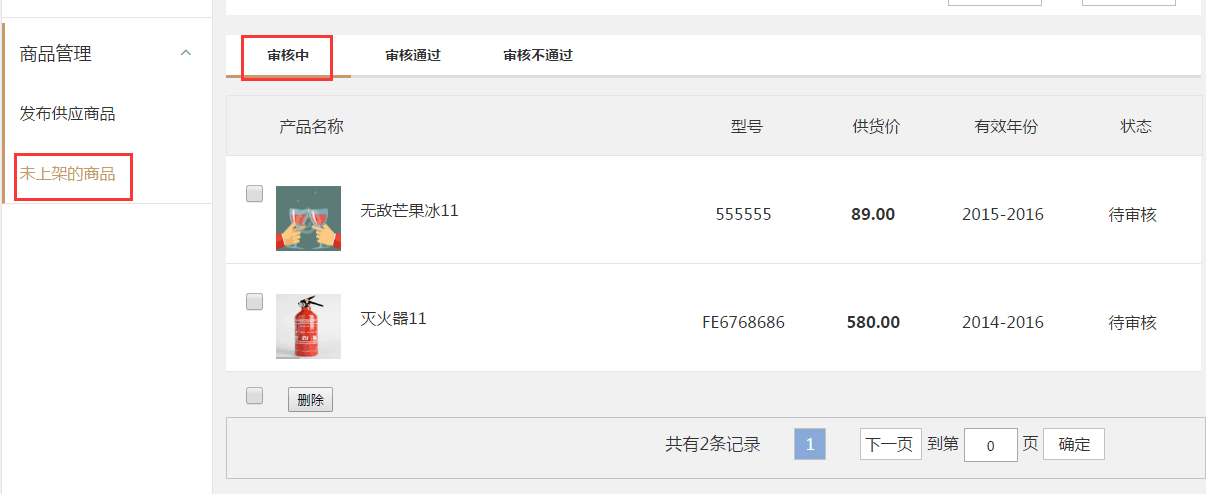 商品管理
发布供应商品
未上架的商品
审核中 审核通过 审核不通过
产品名称 型号 供货价 有效年份 状态
无敌芒果冰11 555555 89.00 2015-2016 待审核
灭火器11 FE6768686 580.00 2014-2016 待审核
删除
共有2条记录 1 下一页 到第 0 页 确定